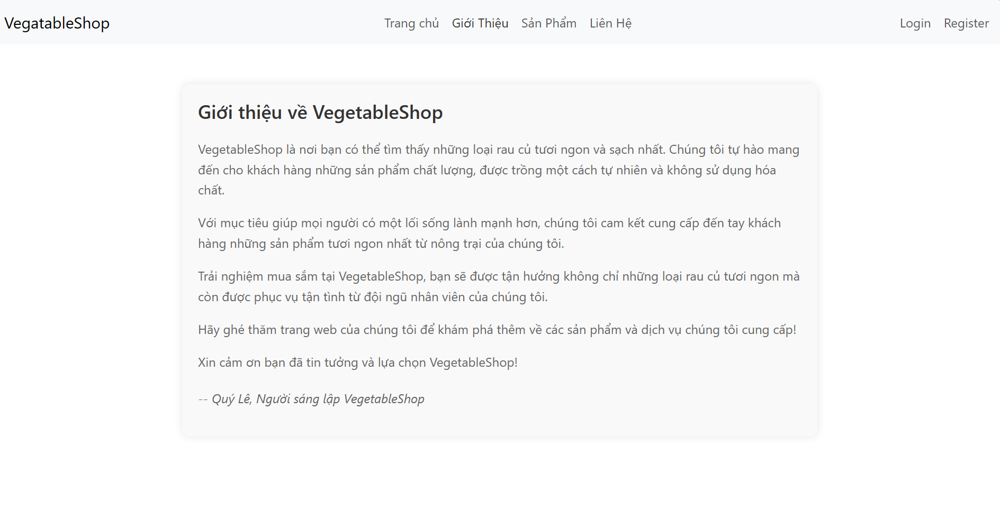 VegatableShop
Trang chủ
Giới Thiệu
Sản Phẩm
Liên Hệ
Login
Register
Giới thiệu về VegetableShop
VegetableShop là nơi bạn có thể tìm thấy những loại rau củ tươi ngon và sạch nhất. Chúng tôi tự hào mang
đến cho khách hàng những sản phẩm chất lượng, được trồng một cách tự nhiên và không sử dụng hóa
chất.
Với mục tiêu giúp mọi người có một lối sống lành mạnh hơn, chúng tôi cam kết cung cấp đến tay khách
hàng những sản phẩm tươi ngon nhất từ nông trại của chúng tôi.
Trải nghiệm mua sắm tại VegetableShop, bạn sẽ được tận hưởng không chỉ những loại rau củ tươi ngon mà
còn được phục vụ tận tình từ đội ngũ nhân viên của chúng tôi.
Hãy ghé thăm trang web của chúng tôi để khám phá thêm về các sản phẩm và dịch vụ chúng tôi cung cấp!
Xin cảm ơn bạn đã tin tưởng và lựa chọn VegetableShop!
-- Quý Lê, Người sáng lập VegetableShop